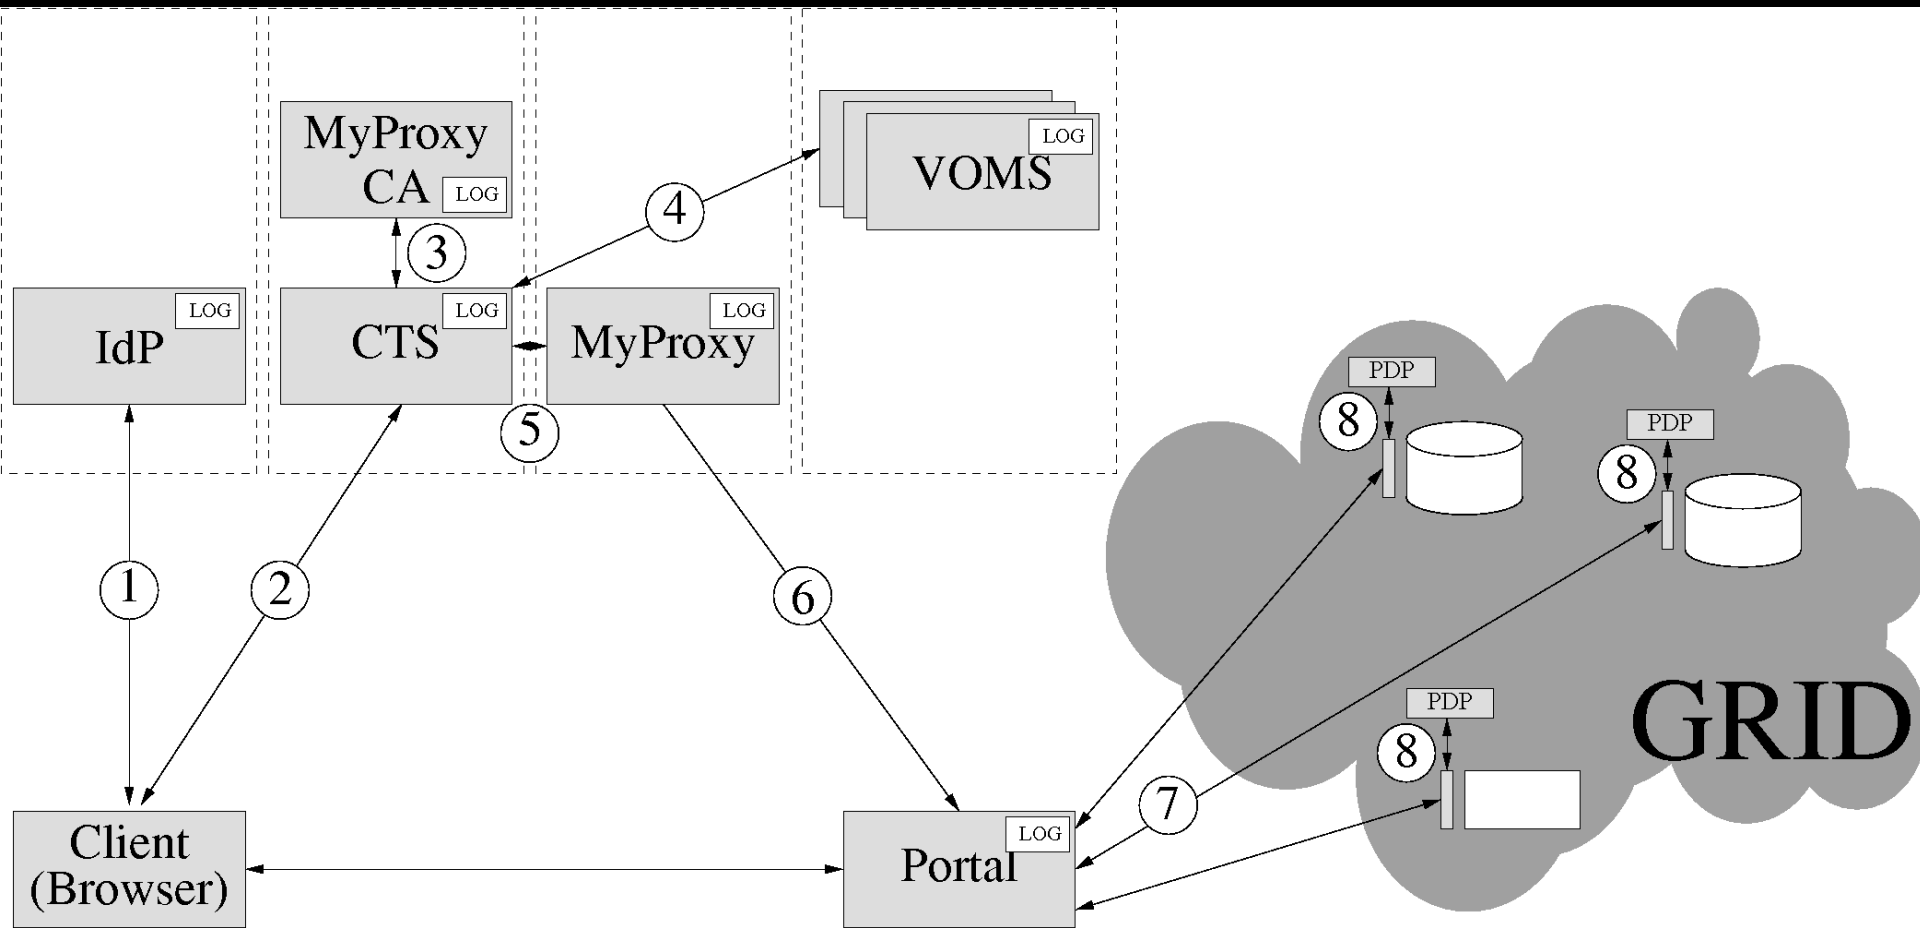 MyProxy
CA
LOG
LOG
VOMS
4
3
LOG
IdP
LOG
CTS
LOG
MyProxy
5
PDP
8
PDP
8
1
2
6
GRID
PDP
8
7
Client
(Browser)
LOG
Portal